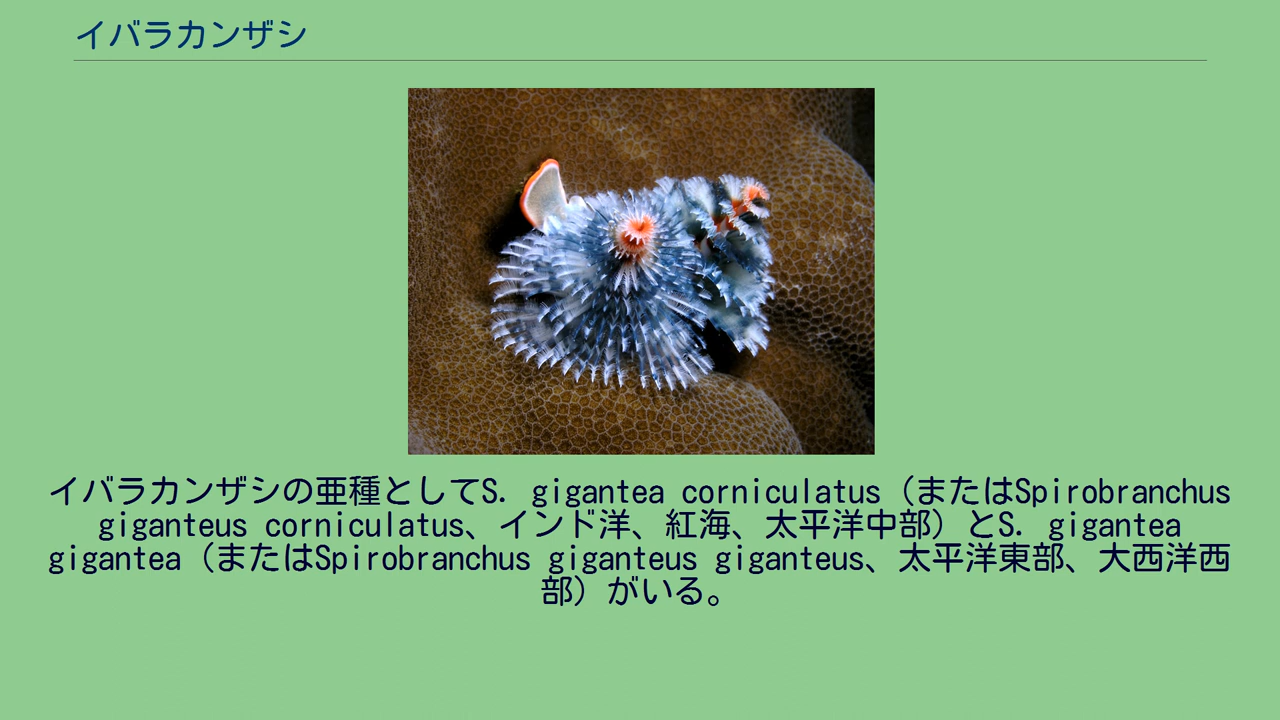 イバラカンザシ
イバラカンザシの亜種としてS. gigantea corniculatus（またはSpirobranchus
giganteus corniculatus、インド洋、紅海、太平洋中部）とS. gigantea
gigantea（またはSpirobranchus giganteus giganteus、太平洋東部、大西洋西
部）がいる。